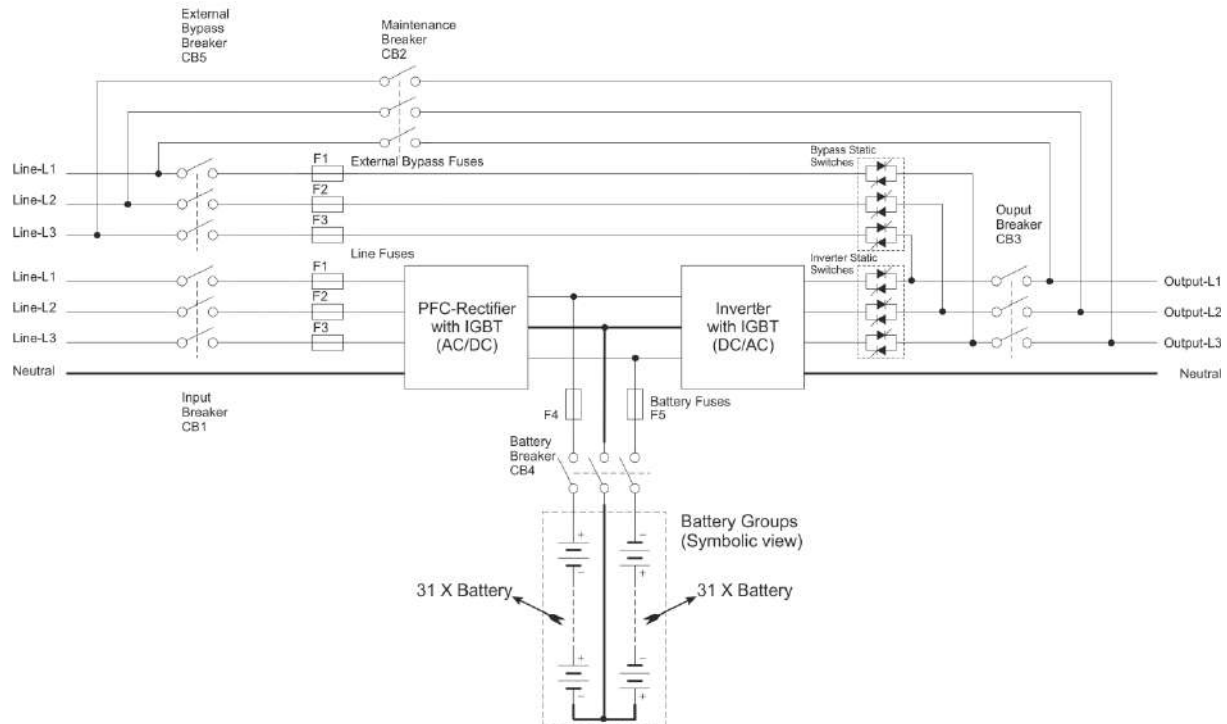 External
Bypass
Breaker
CB5
Maintenance
Breaker
CB2
Line-L1
Line-L2
Line-L3
F1
External Bypass Fuses
F2
F3
Bypass Static
Switches
Ouput
Breaker
CB3
Line Fuses
Line-L1
Line-L2
Line-L3
Neutral
F1
F2
F3
PFC-Rectifier
with IGBT
(AC/DC)
Inverter
with IGBT
(DC/AC)
Inverter Static
Switches
Output-L1
Output-L2
Output-L3
Neutral
Input
Breaker
CB1
F4
Battery Fuses
F5
Battery
Breaker
CB4
Battery Groups
(Symbolic view)
+
-
-
+
31 X Battery
31 X Battery
+
-
-
+